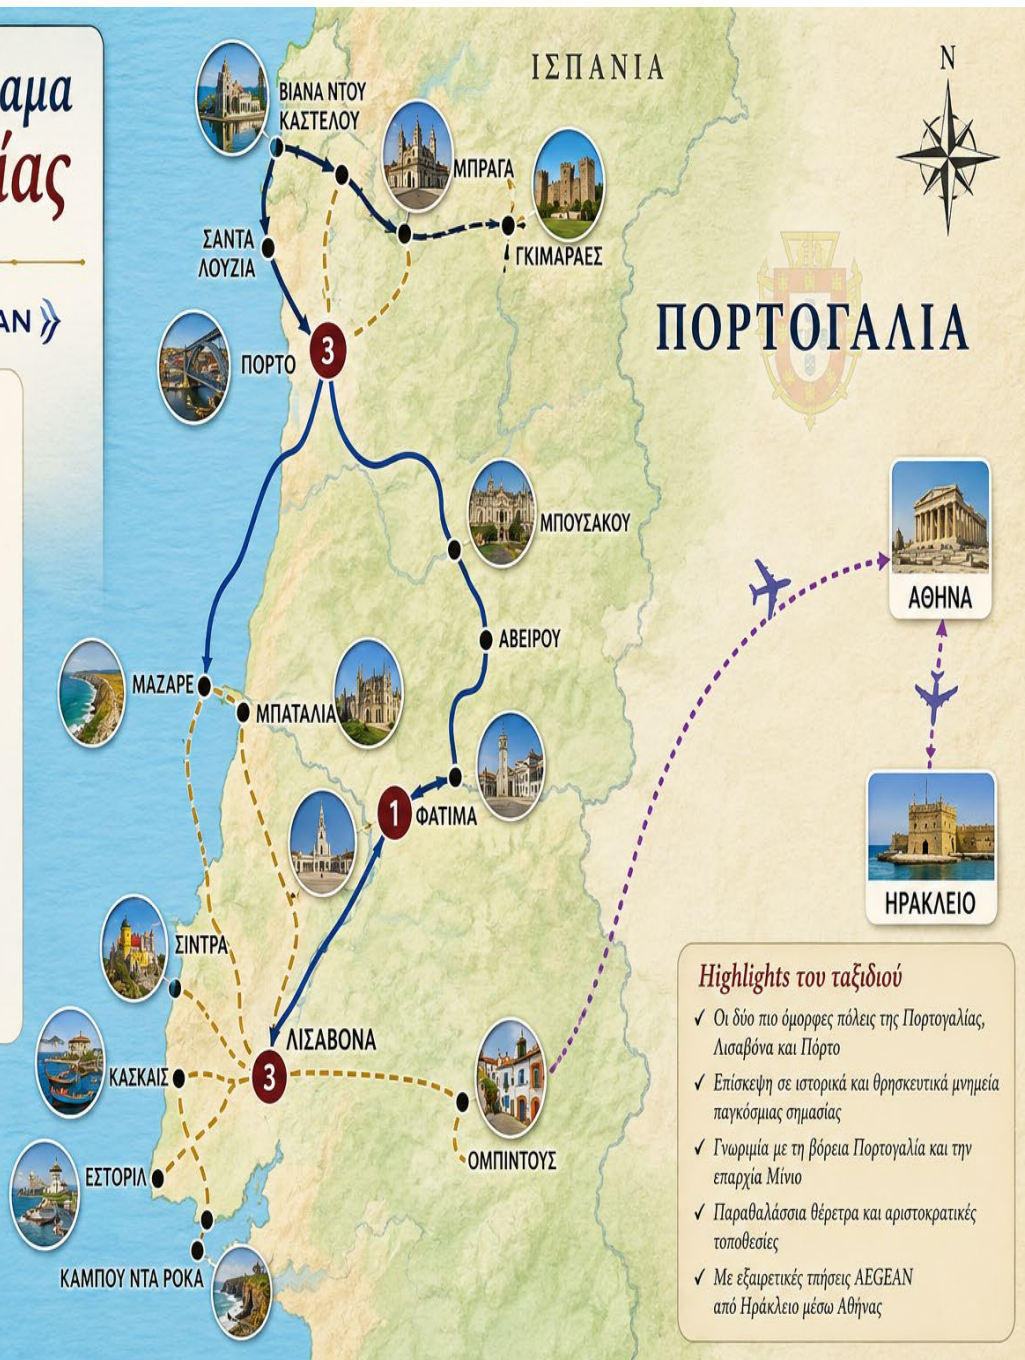 αμα
ίας
AN
ΙΣΠΑΝΙΑ
N
ΒΙΑΝΑ ΝΤΟΥ
ΚΑΣΤΕΛΟΥ
ΜΠΡΑΓΑ
ΓΚΙΜΑΡΑΕΣ
ΣΑΝΤΑ
ΛΟΥΖΙΑ
ΠΟΡΤΟ
3
ΠΟΡΤΟΓΑΛΙΑ
ΜΠΟΥΣΑΚΟΥ
ΑΒΕΙΡΟΥ
ΑΘΗΝΑ
ΜΑΖΑΡΕ
ΜΠΑΤΑΛΙΑ
1
ΦΑΤΙΜΑ
ΗΡΑΚΛΕΙΟ
ΣΙΝΤΡΑ
ΛΙΣΑΒΟΝΑ
3
ΚΑΣΚΑΙΣ
ΕΣΤΟΡΙΛ
ΟΜΠΙΝΤΟΥΣ
ΚΑΜΠΟΥ ΝΤΑ ΡΟΚΑ
Highlights του ταξιδιού
✓ Οι δύο πιο όμορφες πόλεις της Πορτογαλίας,
Λισαβόνα και Πόρτο
✓ Επίσκεψη σε ιστορικά και θρησκευτικά μνημεία
παγκόσμιας σημασίας
✓ Γνωριμία με τη βόρεια Πορτογαλία και την
επαρχία Μίνιο
✓ Παραθαλάσσια θέρετρα και αριστοκρατικές
τοποθεσίες
✓ Με εξαιρετικές τπήσεις AEGEAN
από Ηράκλειο μέσω Αθήνας